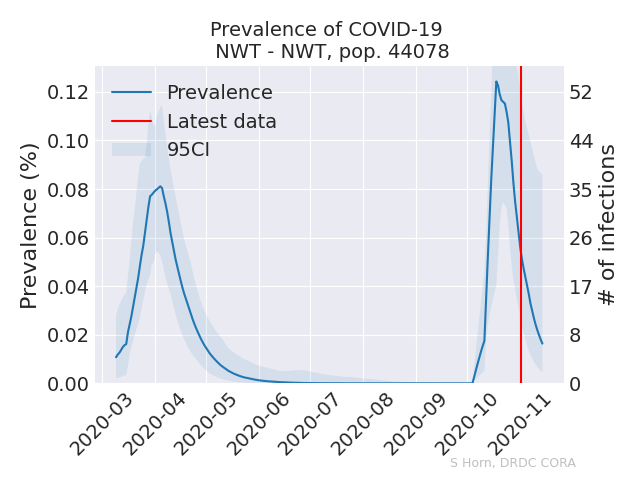 Prevalence of COVID-19
NWT - NWT, pop. 44078
Prevalence
Latest data
95CI
Prevalence (%)
0.12
0.10
0.08
0.06
0.04
0.02
0.00
52
44
35
26
17
8
0
# of infections
2020-03
2020-04
2020-05
2020-06
2020-07
2020-08
2020-09
2020-10
2020-11
S Horn, DRDC CORA